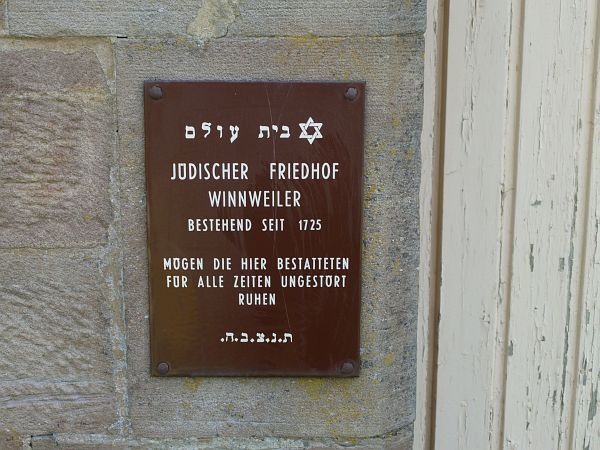 בית עולם
JÜDISCHER FRIEDHOF
WINNWEILER
BESTEHEND SEIT 1725
MÖGEN DIE HIER BESTATTETEN
FÜR ALLE ZEITEN UNGESTÖRT
RUHEN
ת.נ.צ.ב.ה.